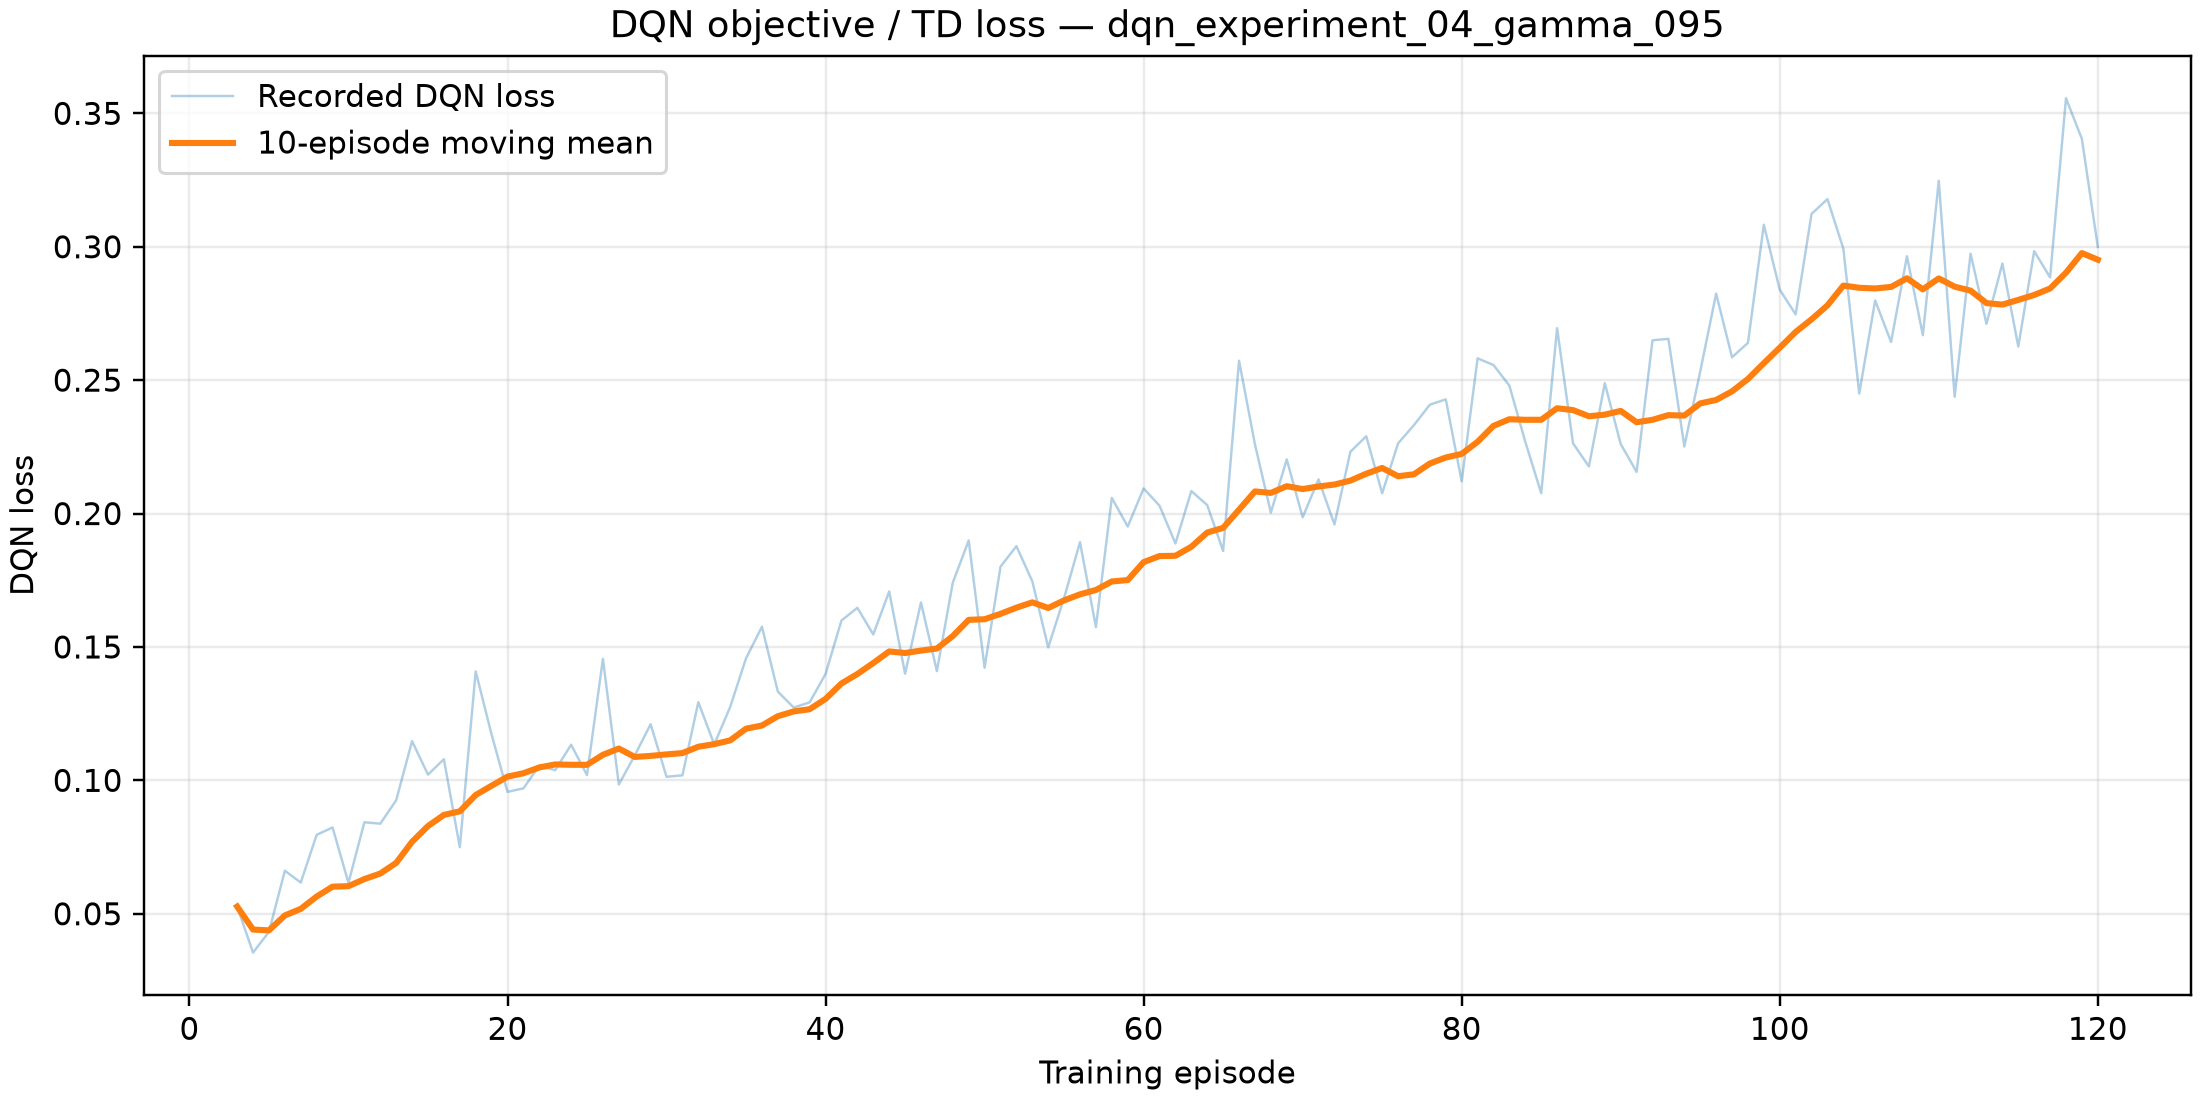 DQN objective / TD loss — dqn_experiment_04_gamma_095
Recorded DQN loss
10-episode moving mean
DQN loss
0.35
0.30
0.25
0.20
0.15
0.10
0.05
0 20 40 60 80 100 120
Training episode